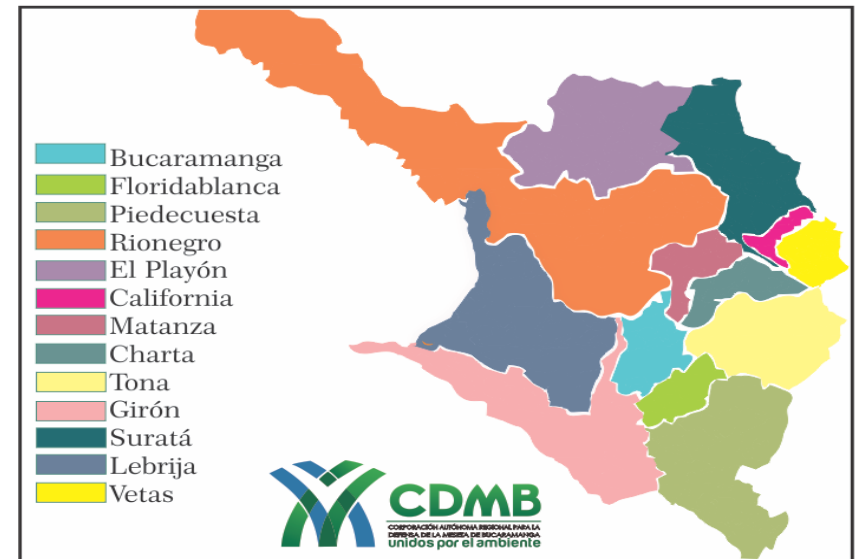 Bucaramanga
Floridablanca
Piedecuesta
Rionegro
El Playón
California
Matanza
Charta
Tona
Girón
Suratá
Lebrija
Vetas
CDMB
CORPORACIÓN AUTÓNOMA REGIONAL PARA LA
DEFENSA DE LA MESETA DE BUCARAMANGA
unidos por el ambiente